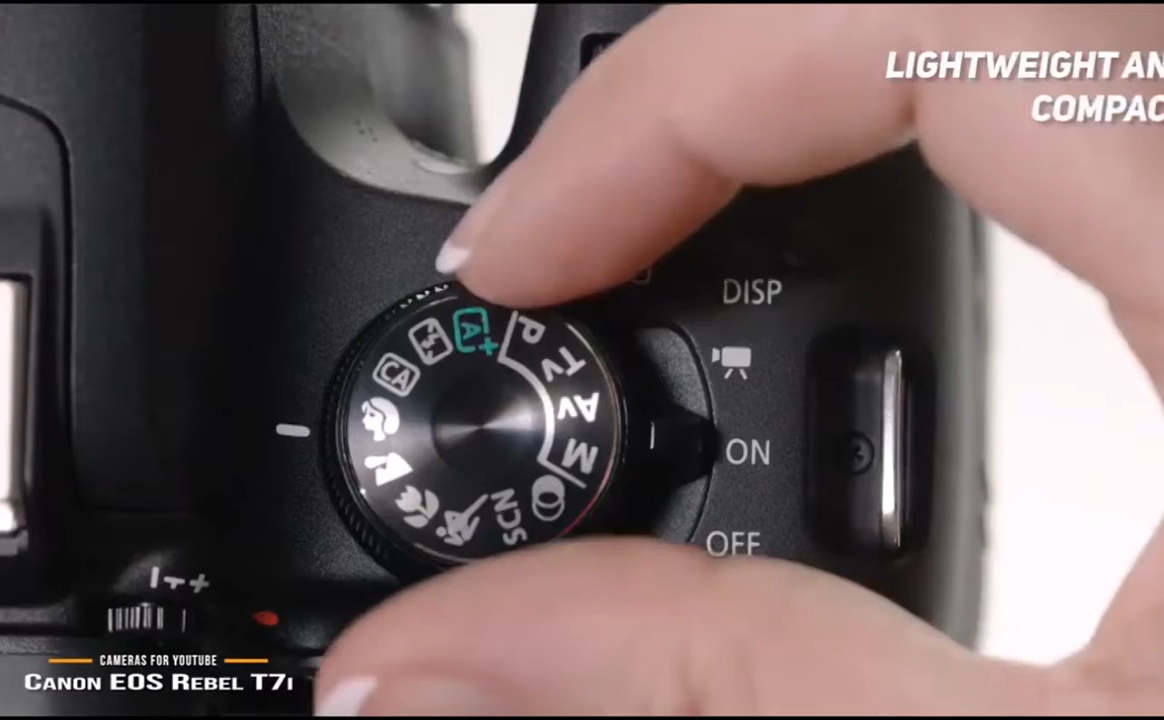 LIGHTWEIGHT AN
COMPAC
DISP
A+
P
Tv
CA
Av
M
ON
SCN
OFF
CAMERAS FOR YOUTUBE
CANON EOS REBEL T7i